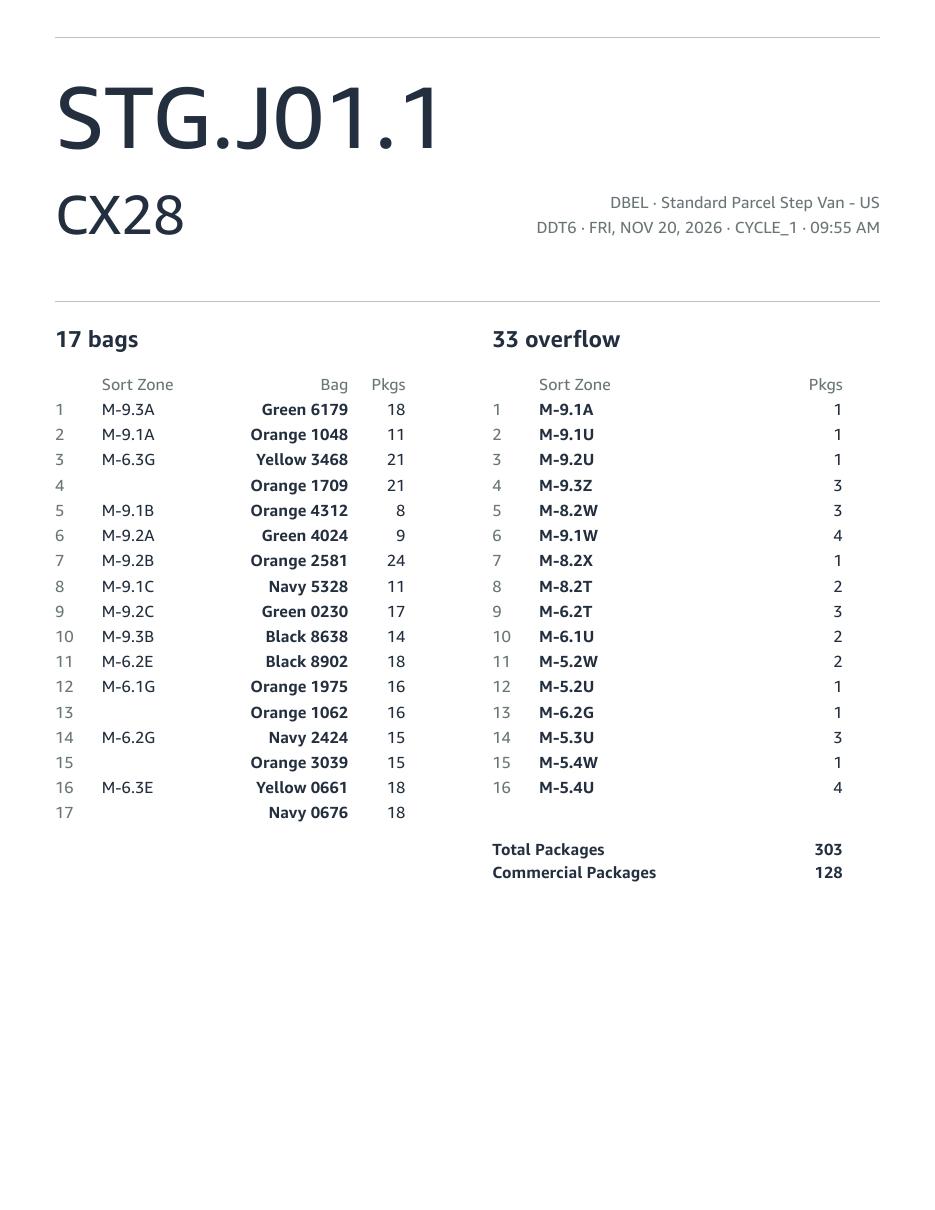 STG.J01.1
CX28
DBEL · Standard Parcel Step Van - US
DDT6 · FRI, NOV 20, 2026 · CYCLE_1 · 09:55 AM
17 bags
Sort Zone Bag Pkgs
1 M-9.3A Green 6179 18
2 M-9.1A Orange 1048 11
3 M-6.3G Yellow 3468 21
4 Orange 1709 21
5 M-9.1B Orange 4312 8
6 M-9.2A Green 4024 9
7 M-9.2B Orange 2581 24
8 M-9.1C Navy 5328 11
9 M-9.2C Green 0230 17
10 M-9.3B Black 8638 14
11 M-6.2E Black 8902 18
12 M-6.1G Orange 1975 16
13 Orange 1062 16
14 M-6.2G Navy 2424 15
15 Orange 3039 15
16 M-6.3E Yellow 0661 18
17 Navy 0676 18
33 overflow
Sort Zone Pkgs
1 M-9.1A 1
2 M-9.1U 1
3 M-9.2U 1
4 M-9.3Z 3
5 M-8.2W 3
6 M-9.1W 4
7 M-8.2X 1
8 M-8.2T 2
9 M-6.2T 3
10 M-6.1U 2
11 M-5.2W 2
12 M-5.2U 1
13 M-6.2G 1
14 M-5.3U 3
15 M-5.4W 1
16 M-5.4U 4
Total Packages 303
Commercial Packages 128